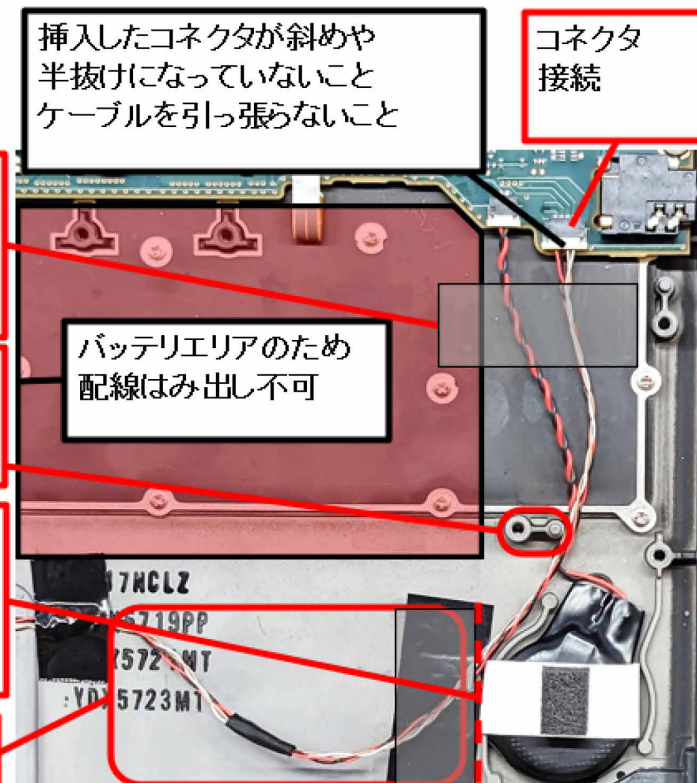 挿入したコネクタが斜めや
半抜けになっていないこと
ケーブルを引っ張らないこと
コネクタ
接続
バッテリエリアのため
配線はみ出し不可
17NCLZ
5719PP
572 MT
:YDX5723MT